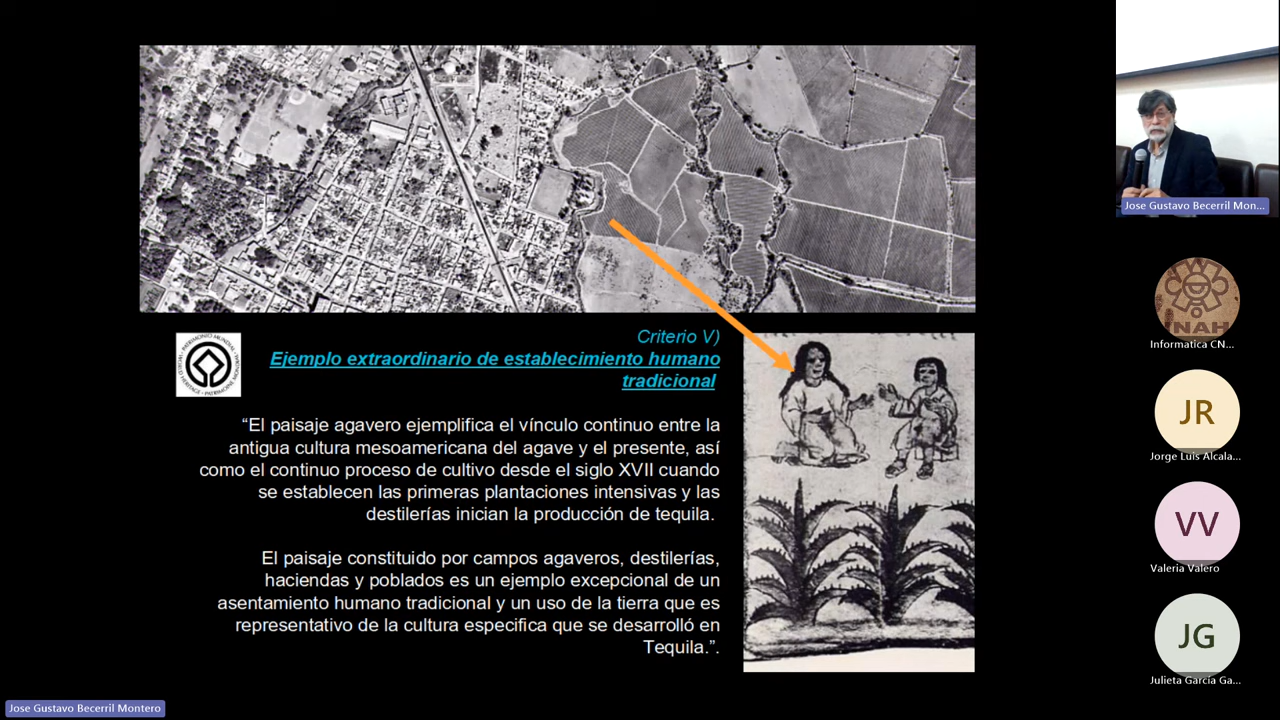 Criterio V)
Ejemplo extraordinario de establecimiento humano
tradicional
“El paisaje agavero ejemplifica el vínculo continuo entre la
antigua cultura mesoamericana del agave y el presente, así
como el continuo proceso de cultivo desde el siglo XVII cuando
se establecen las primeras plantaciones intensivas y las
destilerías inician la producción de tequila.
El paisaje constituido por campos agaveros, destilerías,
haciendas y poblados es un ejemplo excepcional de un
asentamiento humano tradicional y un uso de la tierra que es
representativo de la cultura especifica que se desarrolló en
Tequila.”.
Jose Gustavo Becerril Mon...
INAH
Informatica CN...
JR
Jorge Luis Alcala...
VV
Valeria Valero
JG
Julieta García Ga...
Jose Gustavo Becerril Montero